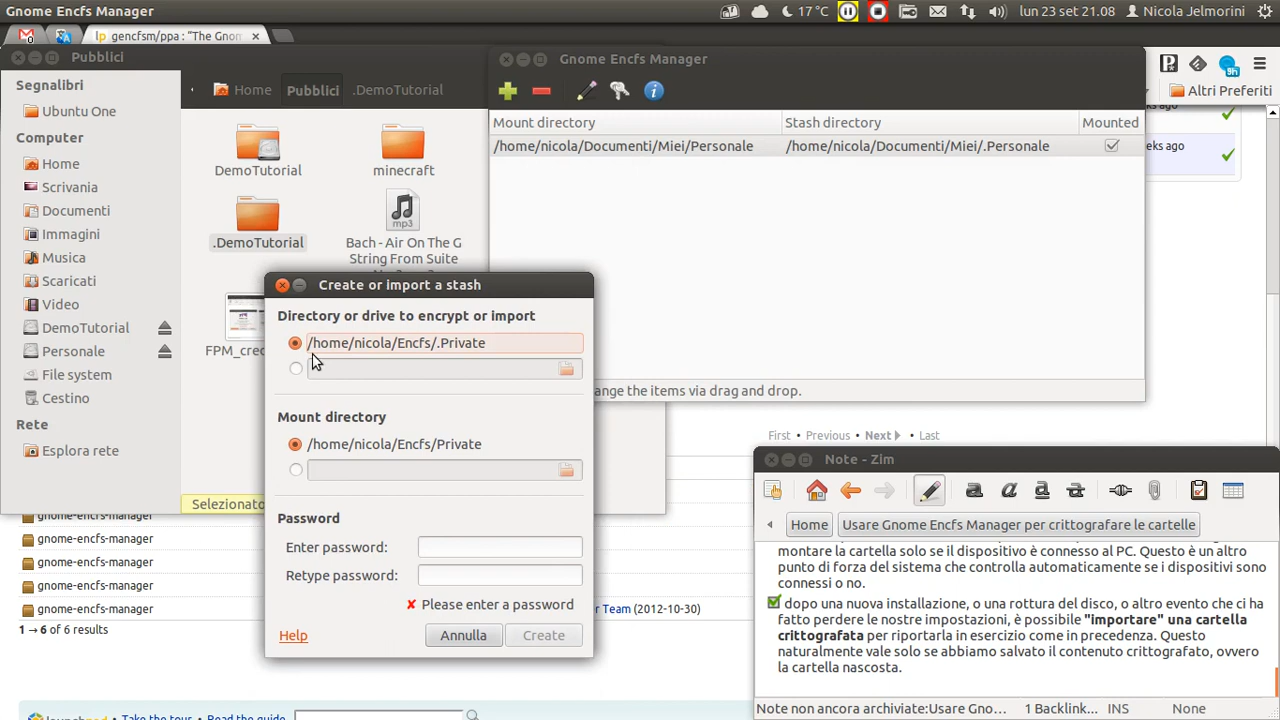 Gnome Encfs Manager
17 °C
lun 23 set 21.08
Nicola Jelmorini
gencfsm/ppa : “The Gnom
Altri Preferiti
Pubblici
Segnalibri
Ubuntu One
Computer
Home
Scrivania
Documenti
Immagini
Musica
Scaricati
Video
DemoTutorial
Personale
File system
Cestino
Rete
Esplora rete
Home
Pubblici
.DemoTutorial
DemoTutorial
minecraft
.DemoTutorial
mp3
Bach - Air On The G
String From Suite
FPM_cre
Selezionato
Gnome Encfs Manager
Mount directory
Stash directory
Mounted
/home/nicola/Documenti/Miei/Personale
/home/nicola/Documenti/Miei/.Personale
ange the items via drag and drop.
eks ago
Create or import a stash
Directory or drive to encrypt or import
/home/nicola/Encfs/.Private
Mount directory
/home/nicola/Encfs/Private
Password
Enter password:
Retype password:
✘ Please enter a password
Help
Annulla
Create
First • Previous • Next • Last
gnome-encfs-manager
gnome-encfs-manager
gnome-encfs-manager
gnome-encfs-manager
gnome-encfs-manager
r Team (2012-10-30)
1 → 6 of 6 results
Take the tour • Read the guide
Note - Zim
Home
Usare Gnome Encfs Manager per crittografare le cartelle
montare la cartella solo se il dispositivo è connesso al PC. Questo è un altro
punto di forza del sistema che controlla automaticamente se i dispositivi sono
connessi o no.
dopo una nuova installazione, o una rottura del disco, o altro evento che ci ha
fatto perdere le nostre impostazioni, è possibile "importare" una cartella
crittografata per riportarla in esercizio come in precedenza. Questo
naturalmente vale solo se abbiamo salvato il contenuto crittografato, ovvero
la cartella nascosta.
Note non ancora archiviate:Usare Gno...
1 Backlink...
INS
None